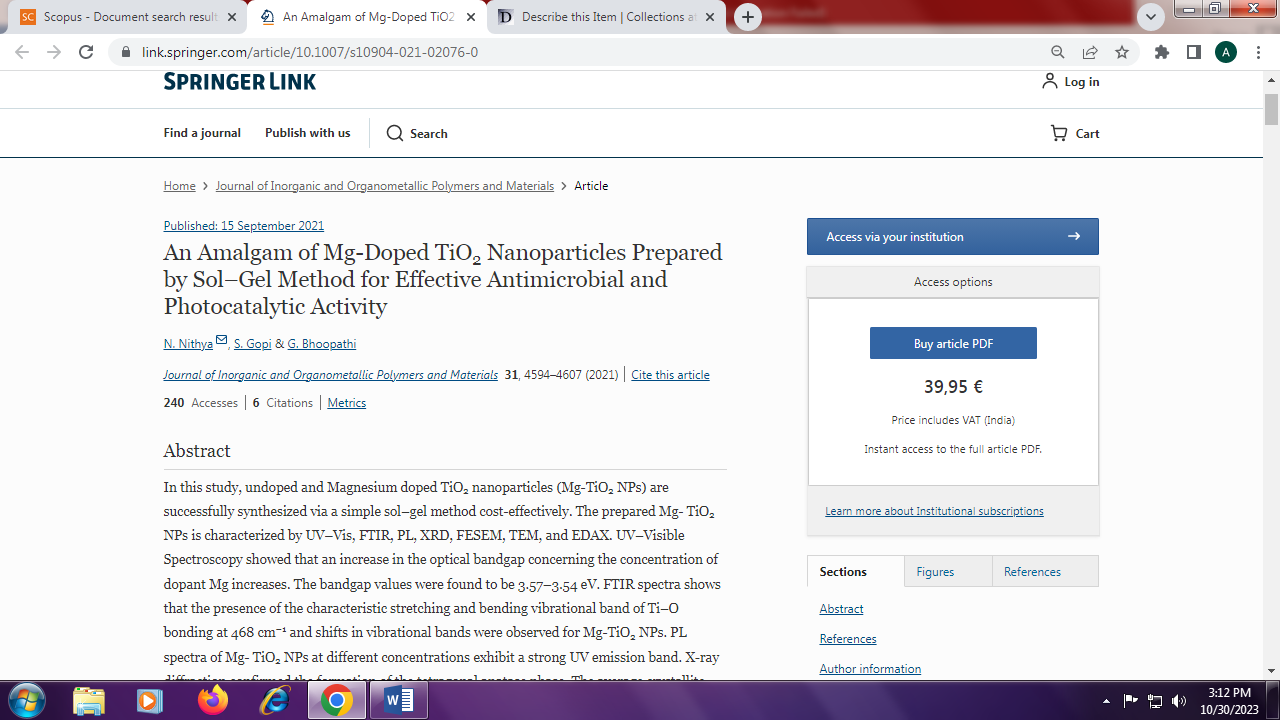 Scopus - Document search result
An Amalgam of Mg-Doped TiO2
Describe this Item | Collections a
link.springer.com/article/10.1007/s10904-021-02076-0
A
SPRINGER LINK
Log in
Find a journal
Publish with us
Search
Cart
Home > Journal of Inorganic and Organometallic Polymers and Materials > Article
Published: 15 September 2021
An Amalgam of Mg-Doped TiO₂ Nanoparticles Prepared
by Sol–Gel Method for Effective Antimicrobial and
Photocatalytic Activity
N. Nithya, S. Gopi & G. Bhoopathi
Journal of Inorganic and Organometallic Polymers and Materials 31, 4594–4607 (2021) | Cite this article
240 Accesses | 6 Citations | Metrics
Abstract
In this study, undoped and Magnesium doped TiO₂ nanoparticles (Mg-TiO₂ NPs) are
successfully synthesized via a simple sol–gel method cost-effectively. The prepared Mg- TiO₂
NPs is characterized by UV–Vis, FTIR, PL, XRD, FESEM, TEM, and EDAX. UV–Visible
Spectroscopy showed that an increase in the optical bandgap concerning the concentration of
dopant Mg increases. The bandgap values were found to be 3.57–3.54 eV. FTIR spectra shows
that the presence of the characteristic stretching and bending vibrational band of Ti–O
bonding at 468 cm⁻¹ and shifts in vibrational bands were observed for Mg-TiO₂ NPs. PL
spectra of Mg- TiO₂ NPs at different concentrations exhibit a strong UV emission band. X-ray
diffraction confirmed the formation of the tetragonal anatase phase. The average crystallite
Access via your institution
Access options
Buy article PDF
39,95 €
Price includes VAT (India)
Instant access to the full article PDF.
Learn more about Institutional subscriptions
Sections
Figures
References
Abstract
References
Author information
SC
3:12 PM
10/30/2023